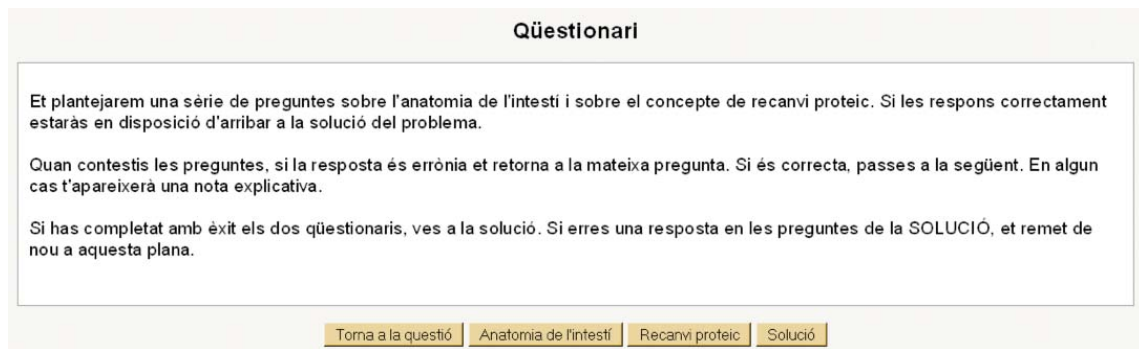 Qüestionari
Et plantejarem una sèrie de preguntes sobre l'anatomia de l'intestí i sobre el concepte de recanvi proteic. Si les respons correctament
estaràs en disposició d'arribar a la solució del problema.
Quan contestis les preguntes, si la resposta és errònia et retorna a la mateixa pregunta. Si és correcta, passes a la següent. En algun
cas t'apareixerà una nota explicativa.
Si has completat amb èxit els dos qüestionaris, ves a la solució. Si erres una resposta en les preguntes de la SOLUCIÓ, et remet de
nou a aquesta plana.
Torna a la questió Anatomia de l'intestí Recanvi proteic Solució